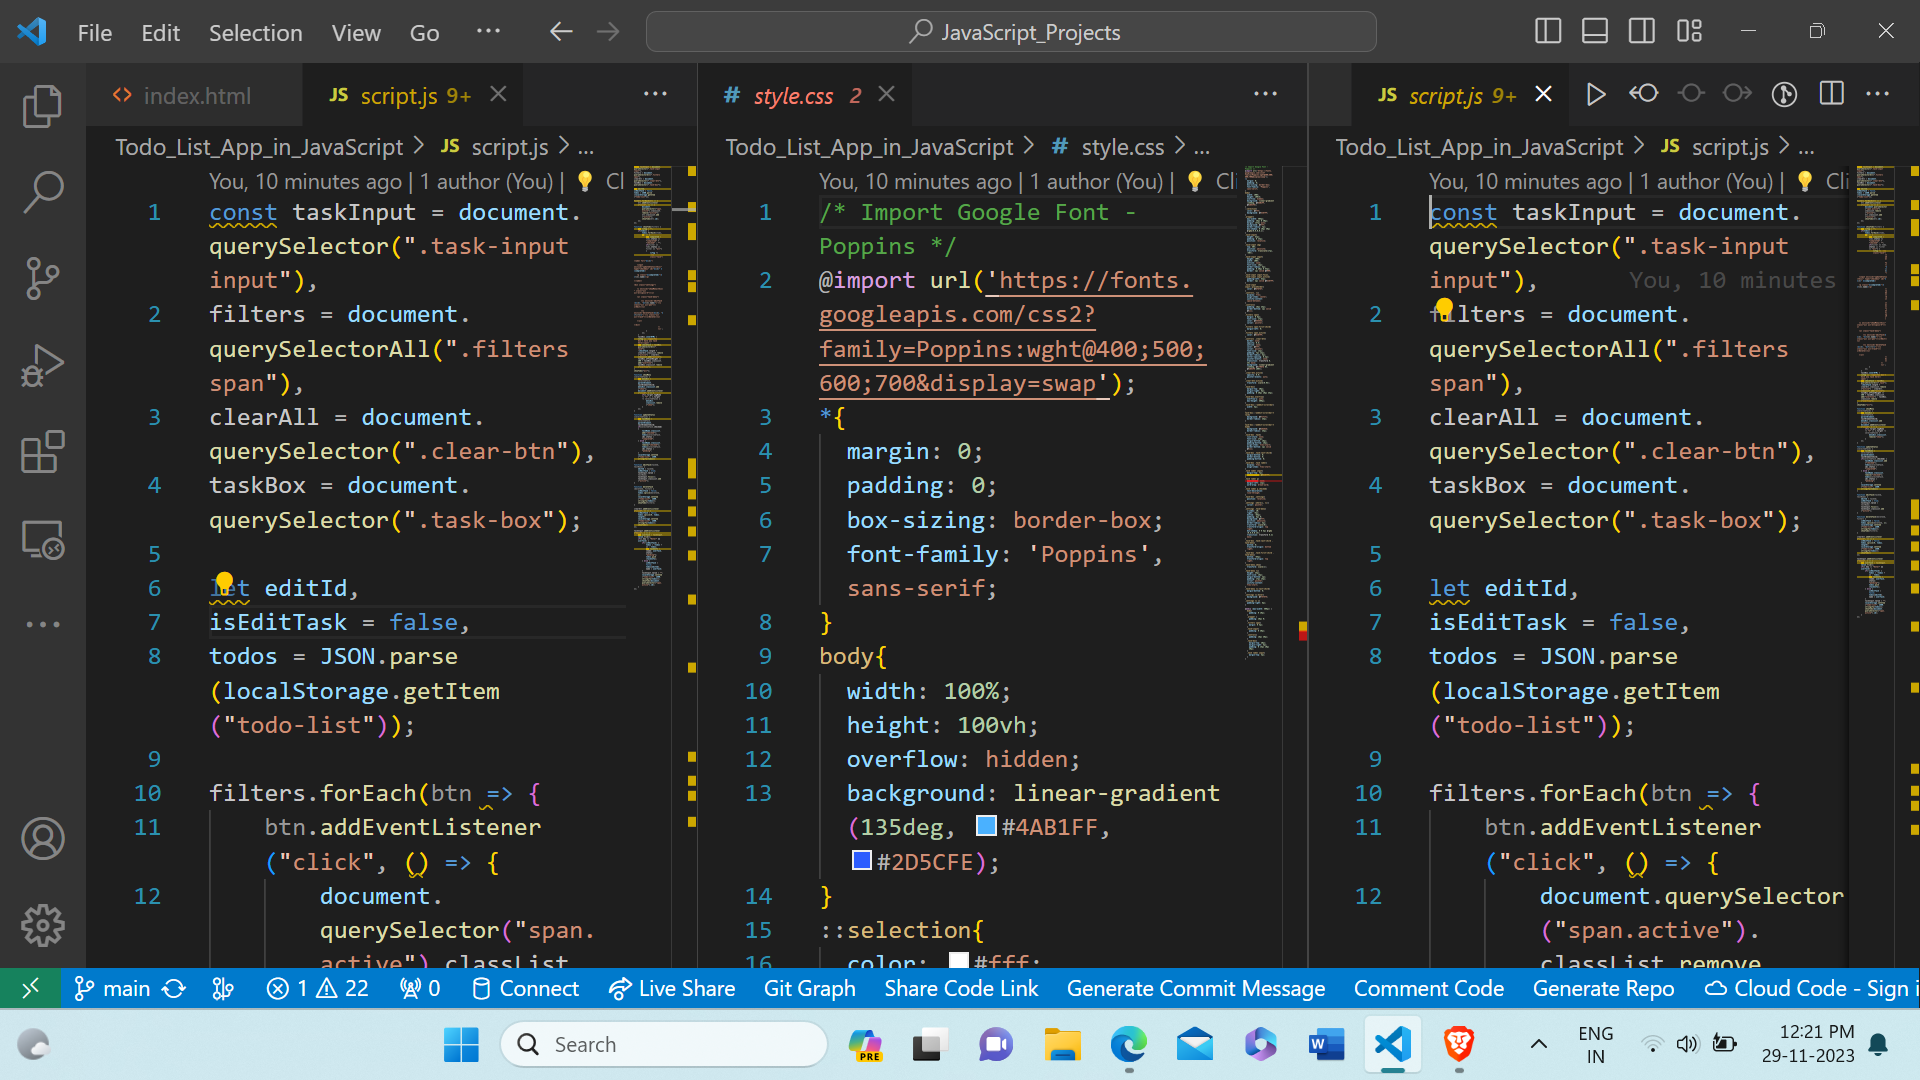 File Edit Selection View Go ··· JavaScript_Projects
index.html JS script.js 9+ ···
Todo_List_App_in_JavaScript > JS script.js > ...
You, 10 minutes ago | 1 author (You) | Cl
1 const taskInput = document.
querySelector(".task-input
input"),
2 filters = document.
querySelectorAll(".filters
span"),
3 clearAll = document.
querySelector(".clear-btn"),
4 taskBox = document.
querySelector(".task-box");
5
6 let editId,
7 isEditTask = false,
8 todos = JSON.parse
(localStorage.getItem
("todo-list"));
9
10 filters.forEach(btn => {
11 btn.addEventListener
("click", () => {
12 document.
querySelector("span.
active").classList
# style.css 2 ···
Todo_List_App_in_JavaScript > # style.css > ...
You, 10 minutes ago | 1 author (You) | Cli
1 /* Import Google Font -
Poppins */
2 @import url('https://fonts.
googleapis.com/css2?
family=Poppins:wght@400;500;
600;700&display=swap');
3 *{
4 margin: 0;
5 padding: 0;
6 box-sizing: border-box;
7 font-family: 'Poppins',
sans-serif;
8 }
9 body{
10 width: 100%;
11 height: 100vh;
12 overflow: hidden;
13 background: linear-gradient
(135deg, #4AB1FF,
#2D5CFE);
14 }
15 ::selection{
16 color: #fff;
JS script.js 9+ ···
Todo_List_App_in_JavaScript > JS script.js > ...
You, 10 minutes ago | 1 author (You) | Cli
1 const taskInput = document.
querySelector(".task-input
input"), You, 10 minutes
2 filters = document.
querySelectorAll(".filters
span"),
3 clearAll = document.
querySelector(".clear-btn"),
4 taskBox = document.
querySelector(".task-box");
5
6 let editId,
7 isEditTask = false,
8 todos = JSON.parse
(localStorage.getItem
("todo-list"));
9
10 filters.forEach(btn => {
11 btn.addEventListener
("click", () => {
12 document.querySelector
("span.active").
classList.remove
main 1 22 0 Connect Live Share Git Graph Share Code Link Generate Commit Message Comment Code Generate Repo Cloud Code - Sign i
Search PRE W ENG 12:21 PM
IN 29-11-2023